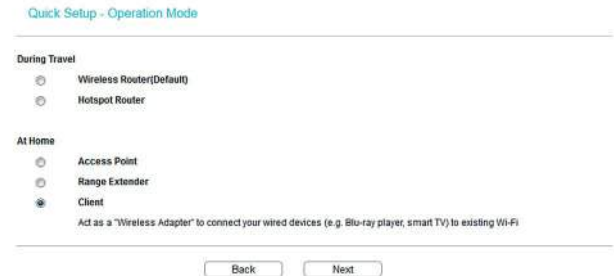 Quick Setup - Operation Mode
During Travel
Wireless Router(Default)
Hotspot Router
At Home
Access Point
Range Extender
Client
Act as a "Wireless Adapter" to connect your wired devices (e.g. Blu-ray player, smart TV) to existing Wi-Fi
Back Next